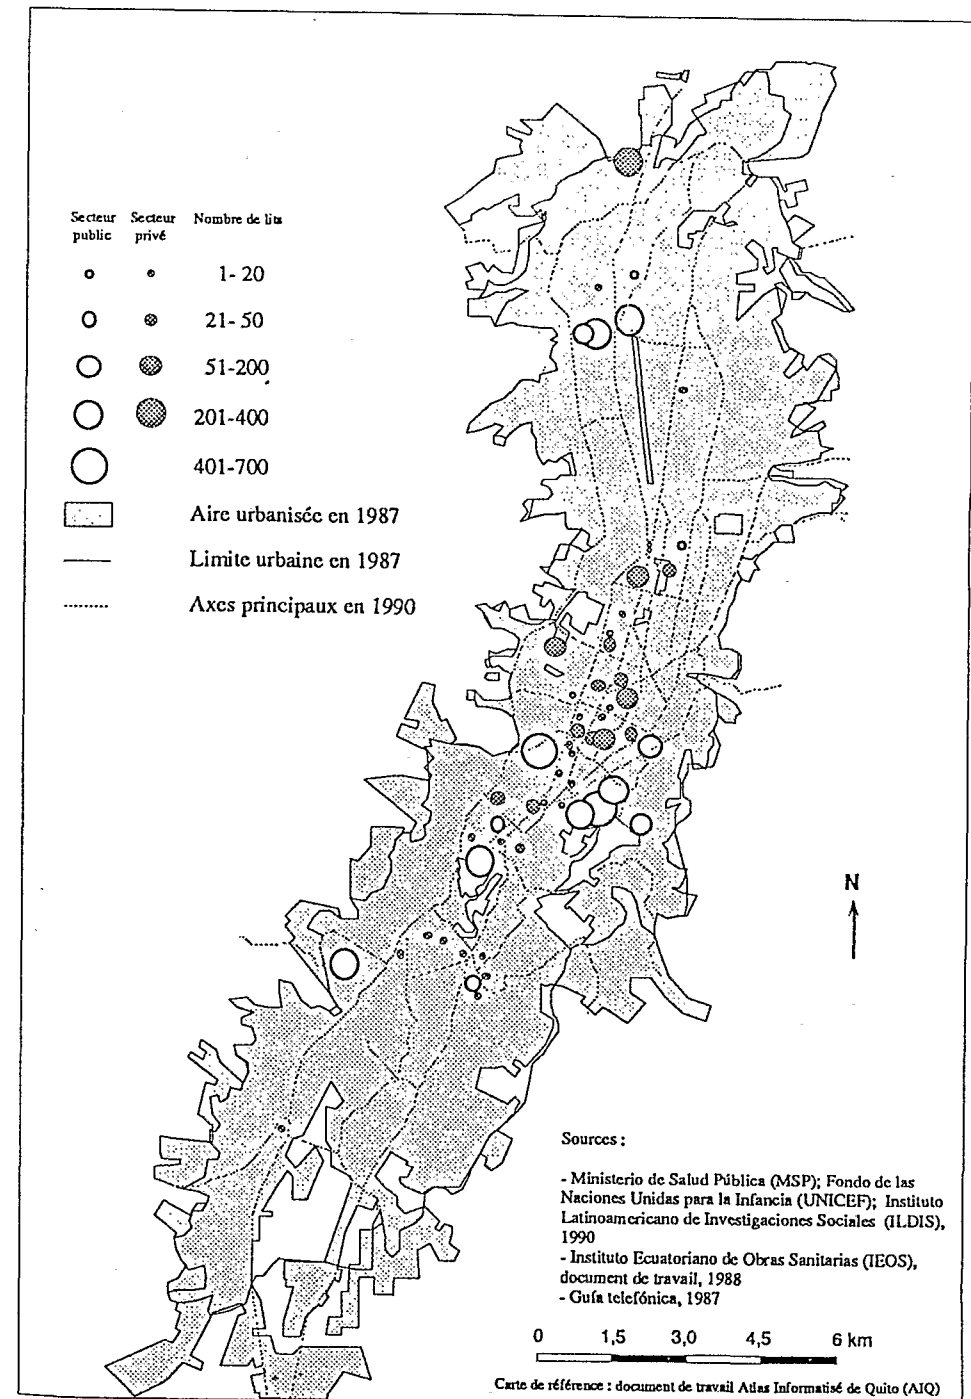 Secteur public
Secteur privé
Nombre de lits
1- 20
21- 50
51-200
201-400
401-700
Aire urbanisée en 1987
Limite urbaine en 1987
Axes principaux en 1990
N
Sources :
- Ministerio de Salud Pública (MSP); Fondo de las
Naciones Unidas para la Infancia (UNICEF); Instituto
Latinoamericano de Investigaciones Sociales (ILDIS),
1990
- Instituto Ecuatoriano de Obras Sanitarias (IEOS),
document de travail, 1988
- Guía telefónica, 1987
0 1,5 3,0 4,5 6 km
Carte de référence : document de travail Atlas Informatisé de Quito (AIQ)